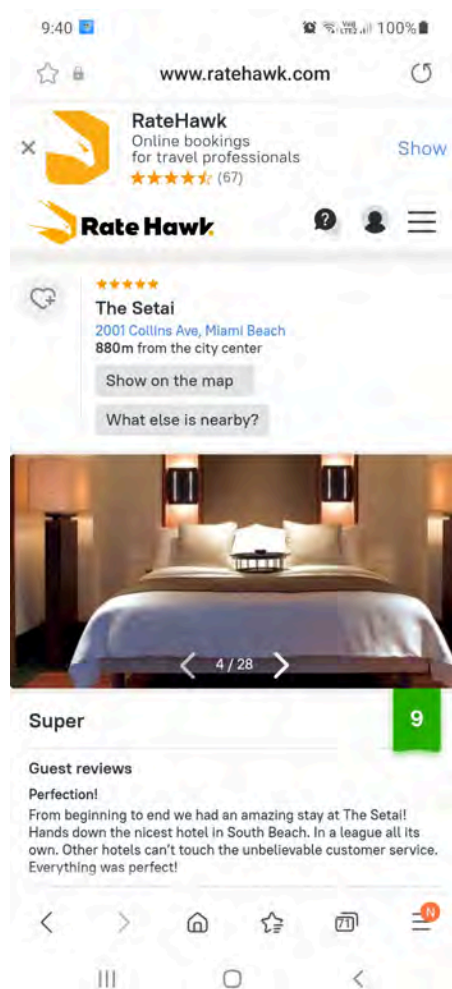 9:40
100%
www.ratehawk.com
RateHawk
Online bookings
for travel professionals
(67)
Show
Rate Hawk.
The Setai
2001 Collins Ave, Miami Beach
880m from the city center
Show on the map
What else is nearby?
4 / 28
Super
9
Guest reviews
Perfection!
From beginning to end we had an amazing stay at The Setai!
Hands down the nicest hotel in South Beach. In a league all its
own. Other hotels can't touch the unbelievable customer service.
Everything was perfect!
71
N